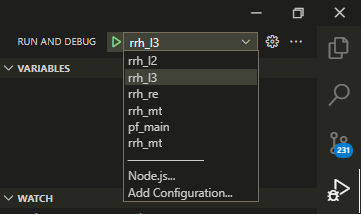 RUN AND DEBUG
rrh_l3
VARIABLES
rrh_l2
rrh_l3
rrh_re
rrh_mt
pf_main
rrh_mt
Node.js...
Add Configuration...
231
WATCH